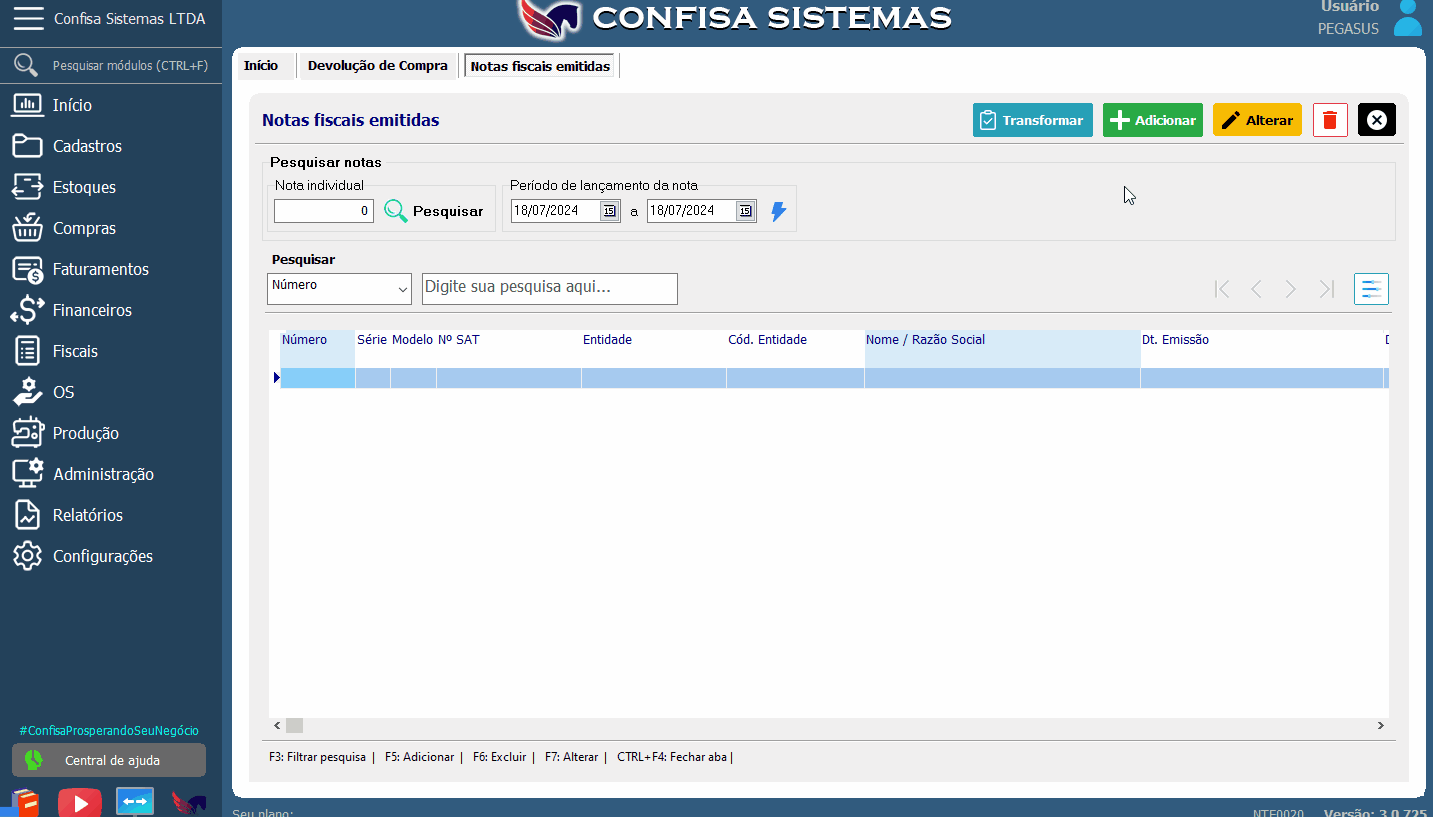 Confisa Sistemas LTDA
CONFISA SISTEMAS
Usuário
PEGASUS
Pesquisar módulos (CTRL+F)
Início
Cadastros
Estoques
Compras
Faturamentos
Financeiros
Fiscais
OS
Produção
Administração
Relatórios
Configurações
#ConfisaProsperandoSeuNegócio
Central de ajuda
Início
Devolução de Compra
Notas fiscais emitidas
Notas fiscais emitidas
Transformar
Adicionar
Alterar
Pesquisar notas
Nota individual
0
Pesquisar
Período de lançamento da nota
18/07/2024
15
a
18/07/2024
15
Pesquisar
Número
Digite sua pesquisa aqui...
Número Série Modelo Nº SAT Entidade Cód. Entidade Nome / Razão Social Dt. Emissão
F3: Filtrar pesquisa | F5: Adicionar | F6: Excluir | F7: Alterar | CTRL+F4: Fechar aba |
Seu plano:
NTF0020
Versão: 3.0.725